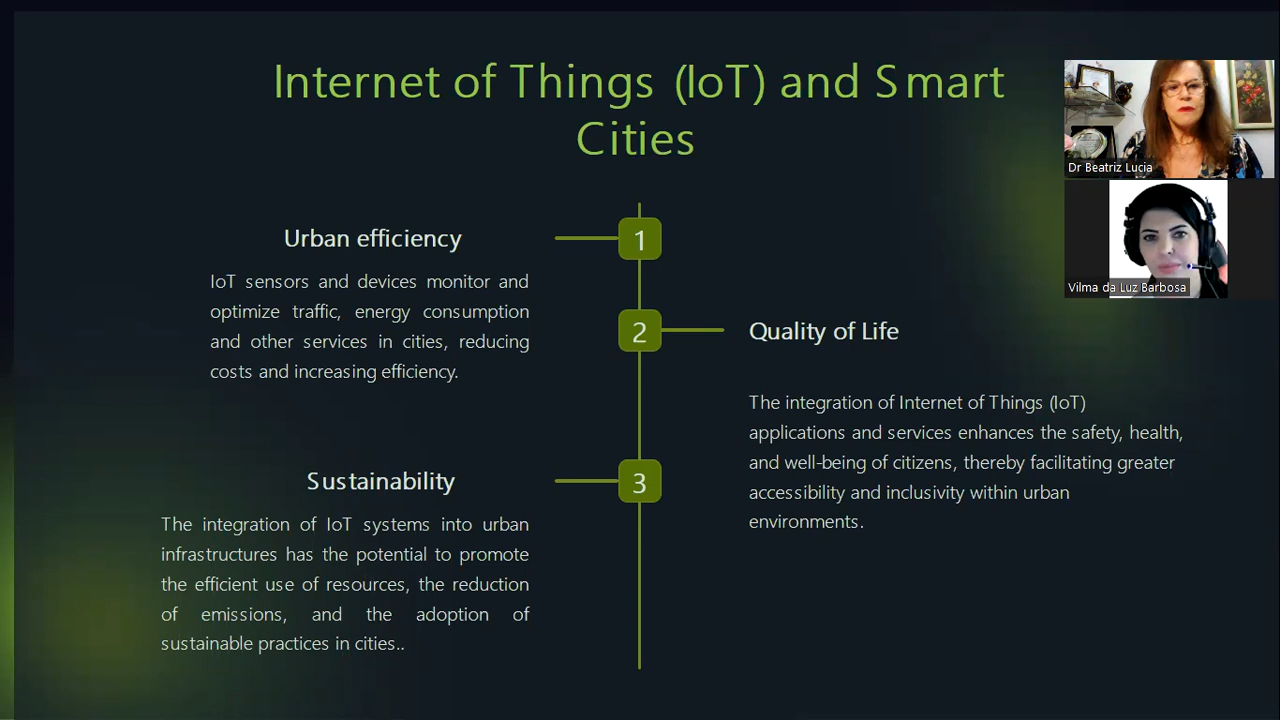 Internet of Things (IoT) and Smart
Cities
Dr Beatriz Lucia
Vilma da Luz Barbosa
1
Urban efficiency
IoT sensors and devices monitor and
optimize traffic, energy consumption
and other services in cities, reducing
costs and increasing efficiency.
2
Quality of Life
The integration of Internet of Things (IoT)
applications and services enhances the safety, health,
and well-being of citizens, thereby facilitating greater
accessibility and inclusivity within urban
environments.
3
Sustainability
The integration of IoT systems into urban
infrastructures has the potential to promote
the efficient use of resources, the reduction
of emissions, and the adoption of
sustainable practices in cities..